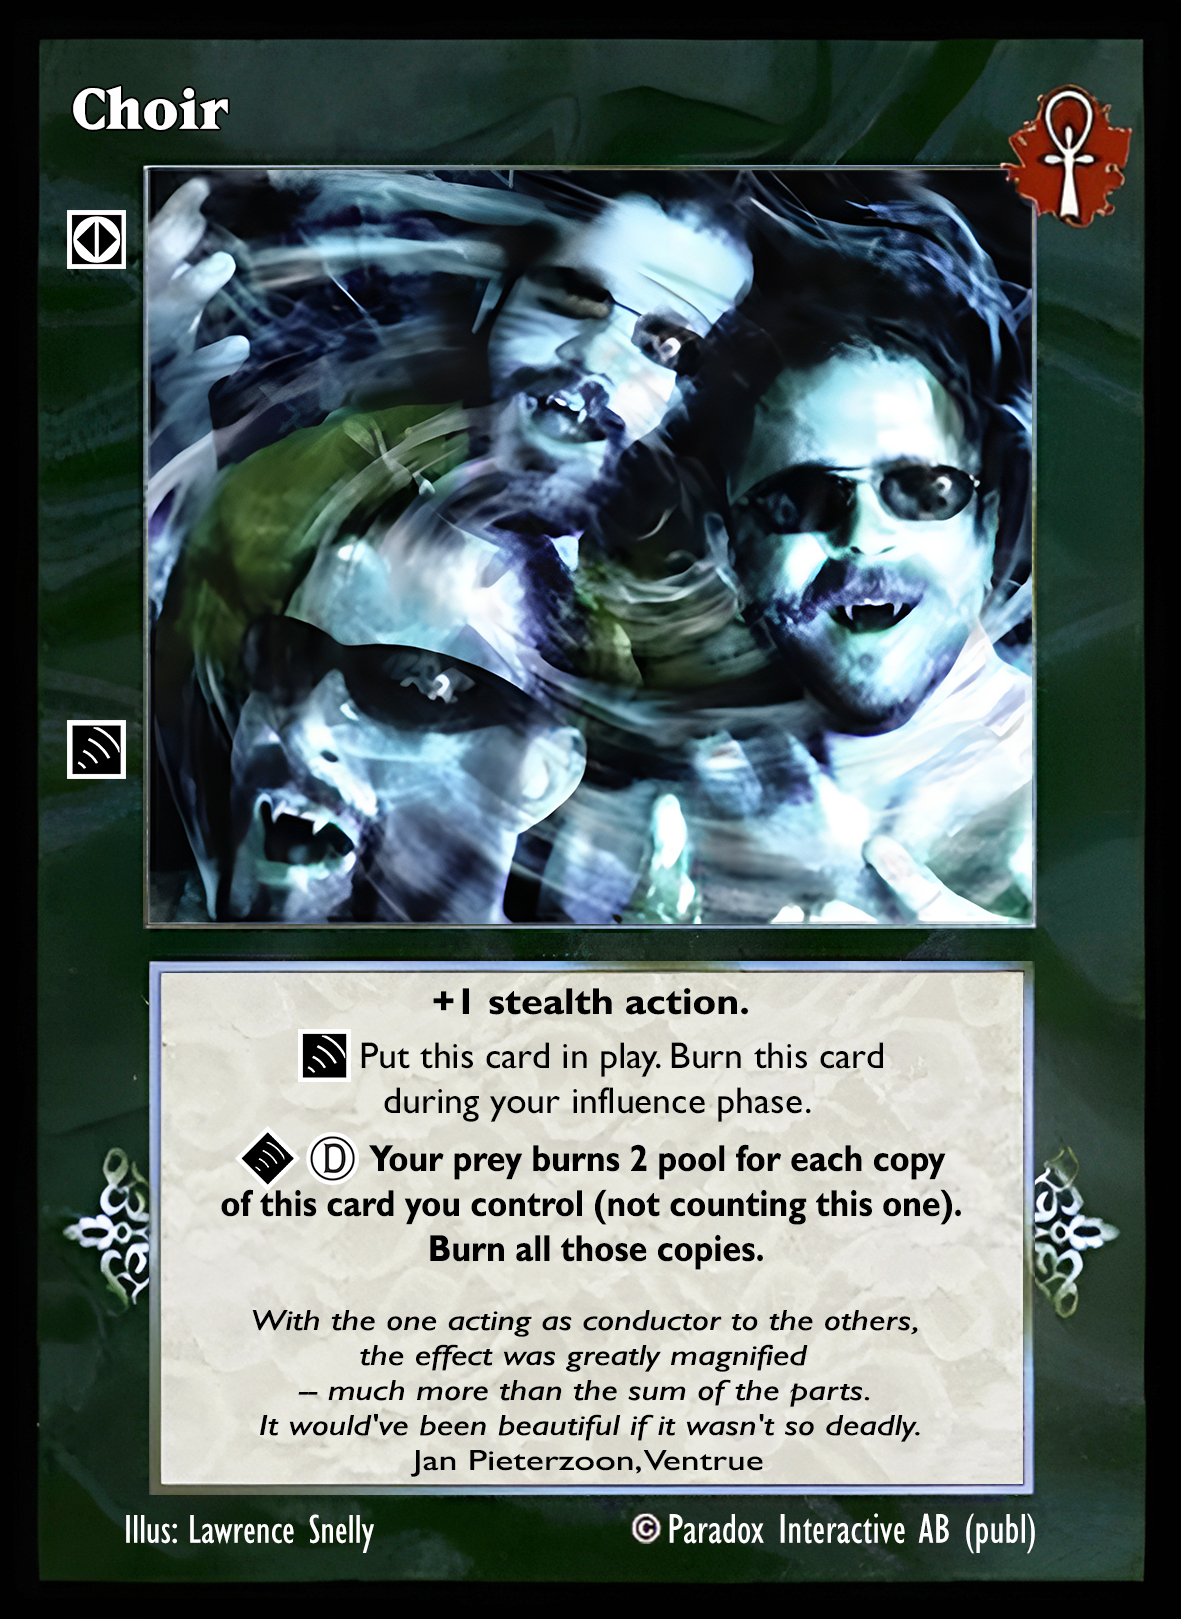 Choir
+1 stealth action.
Put this card in play. Burn this card
during your influence phase.
D Your prey burns 2 pool for each copy
of this card you control (not counting this one).
Burn all those copies.
With the one acting as conductor to the others,
the effect was greatly magnified
– much more than the sum of the parts.
It would've been beautiful if it wasn't so deadly.
Jan Pieterzoon, Ventrue
Illus: Lawrence Snelly
© Paradox Interactive AB (publ)